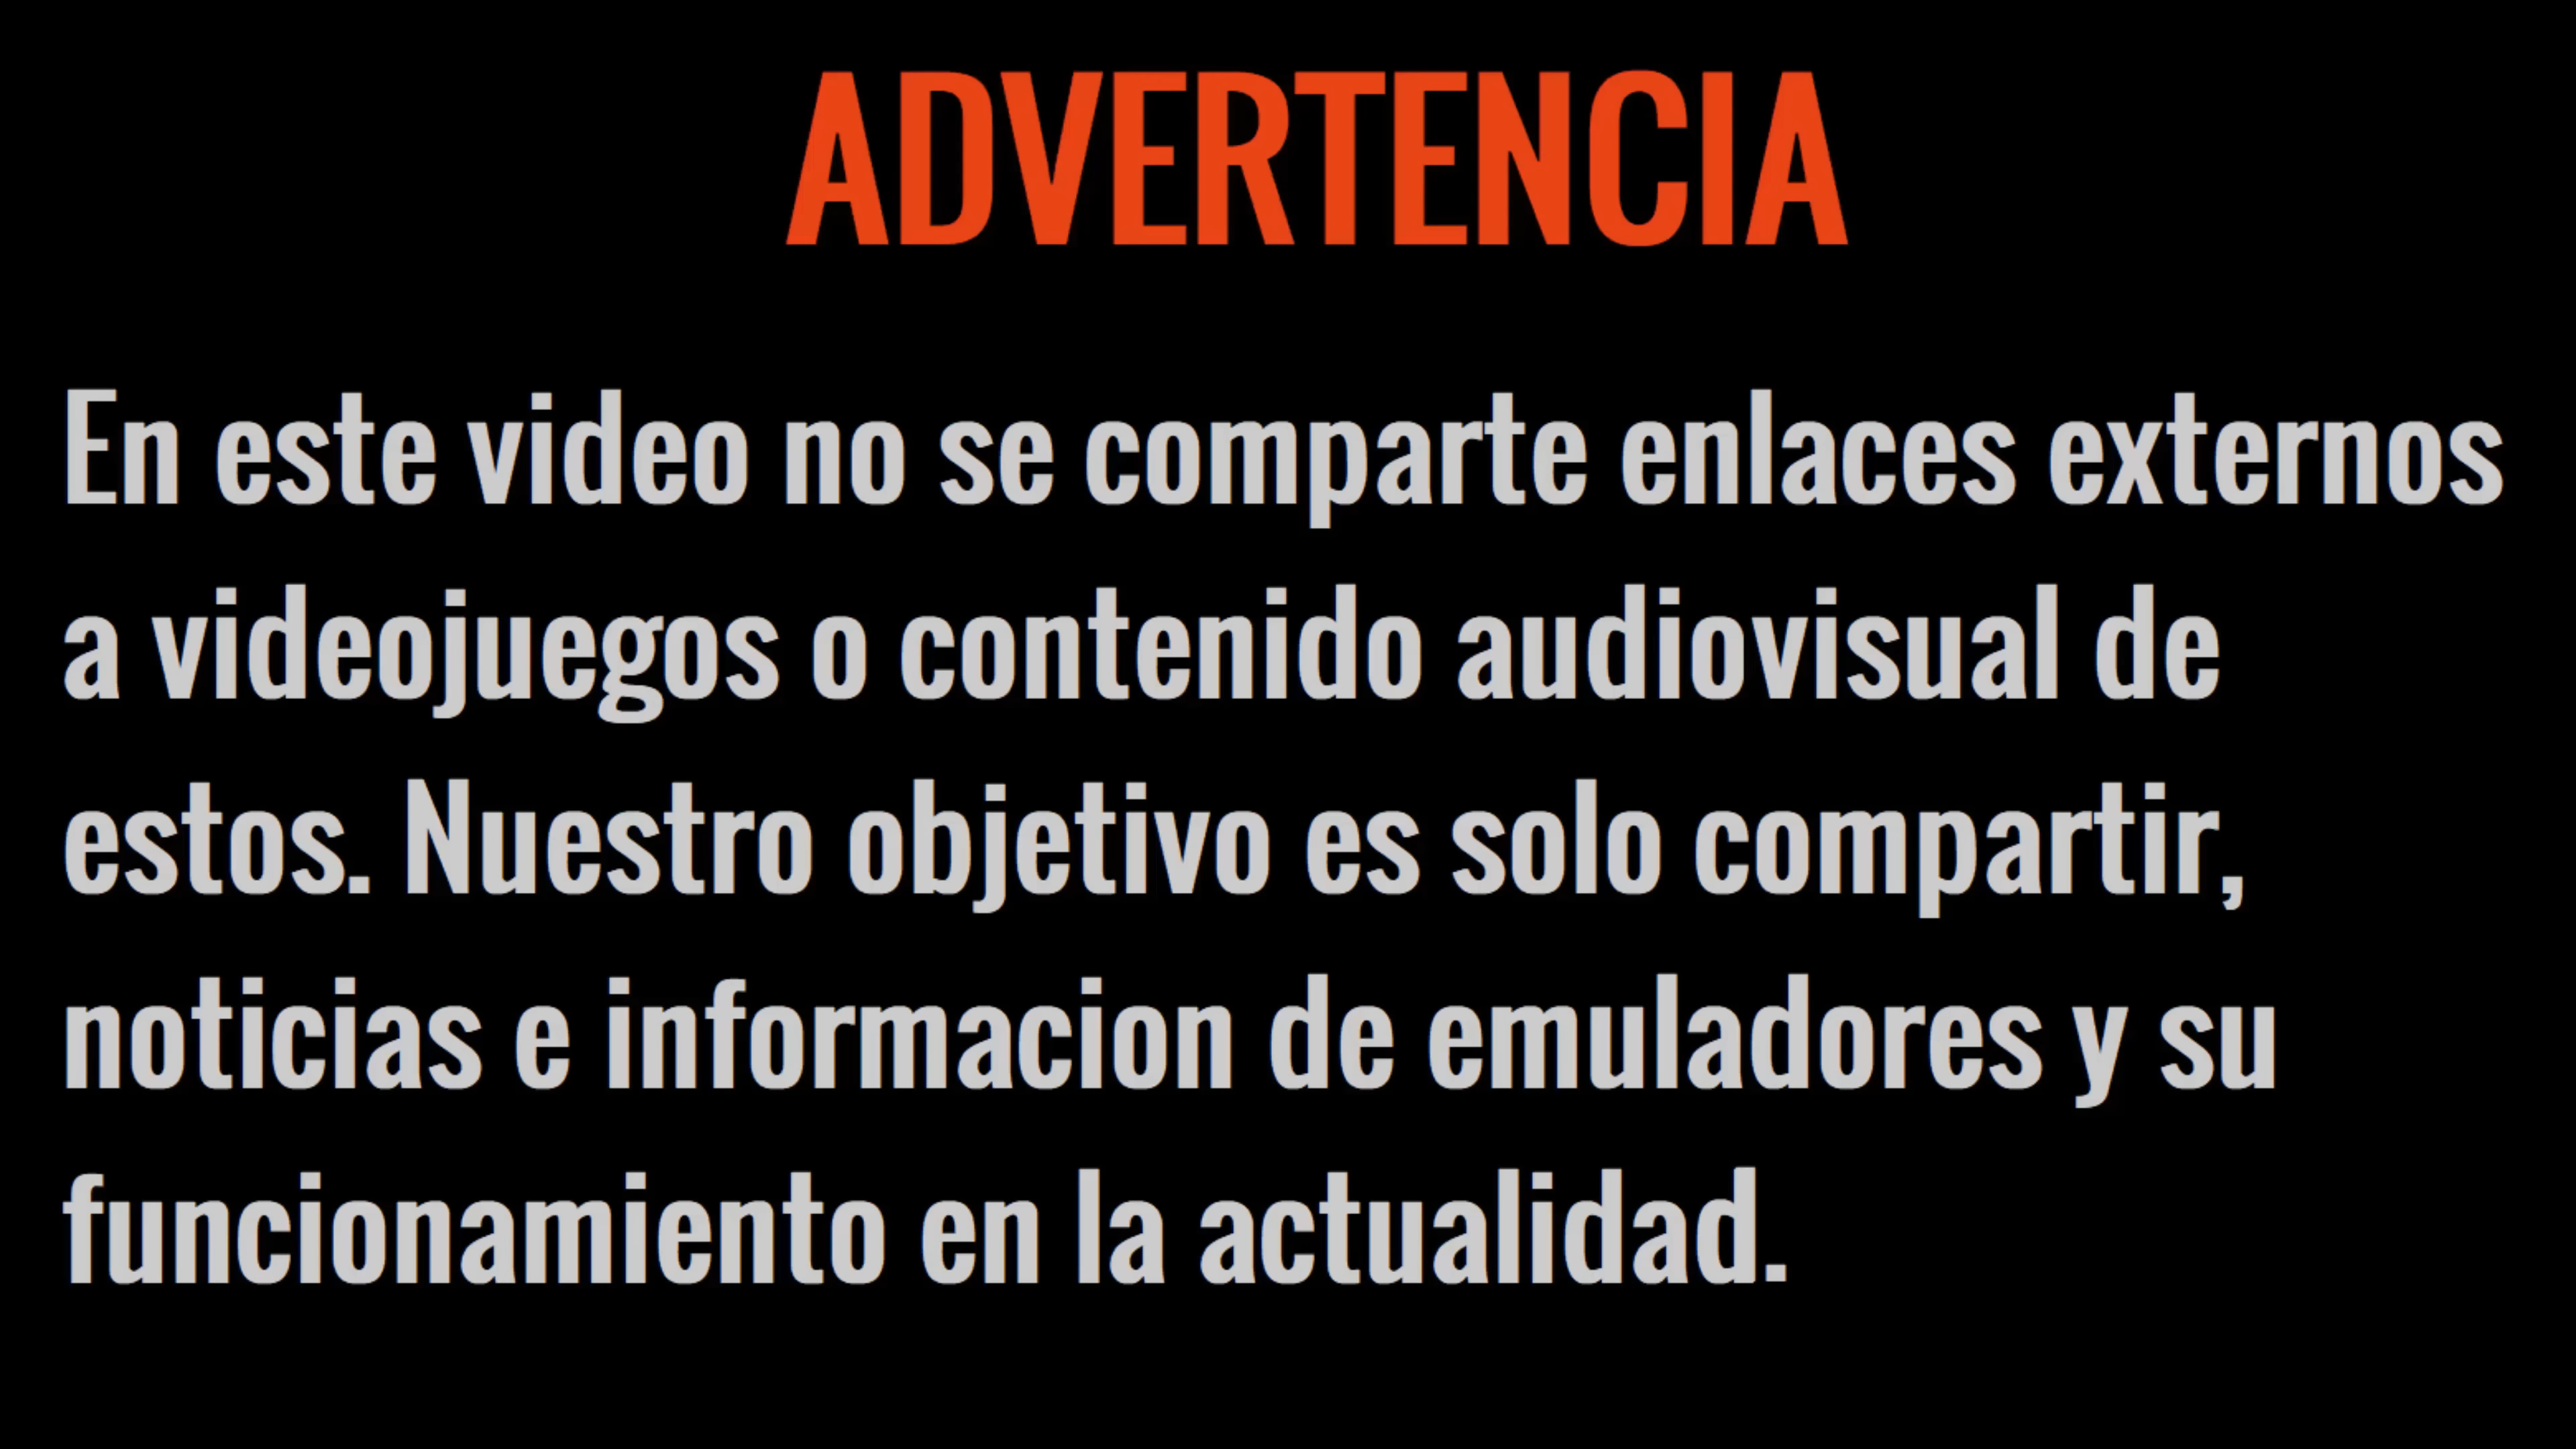 ADVERTENCIA
En este video no se comparte enlaces externos
a videojuegos o contenido audiovisual de
estos. Nuestro objetivo es solo compartir,
noticias e informacion de emuladores y su
funcionamiento en la actualidad.